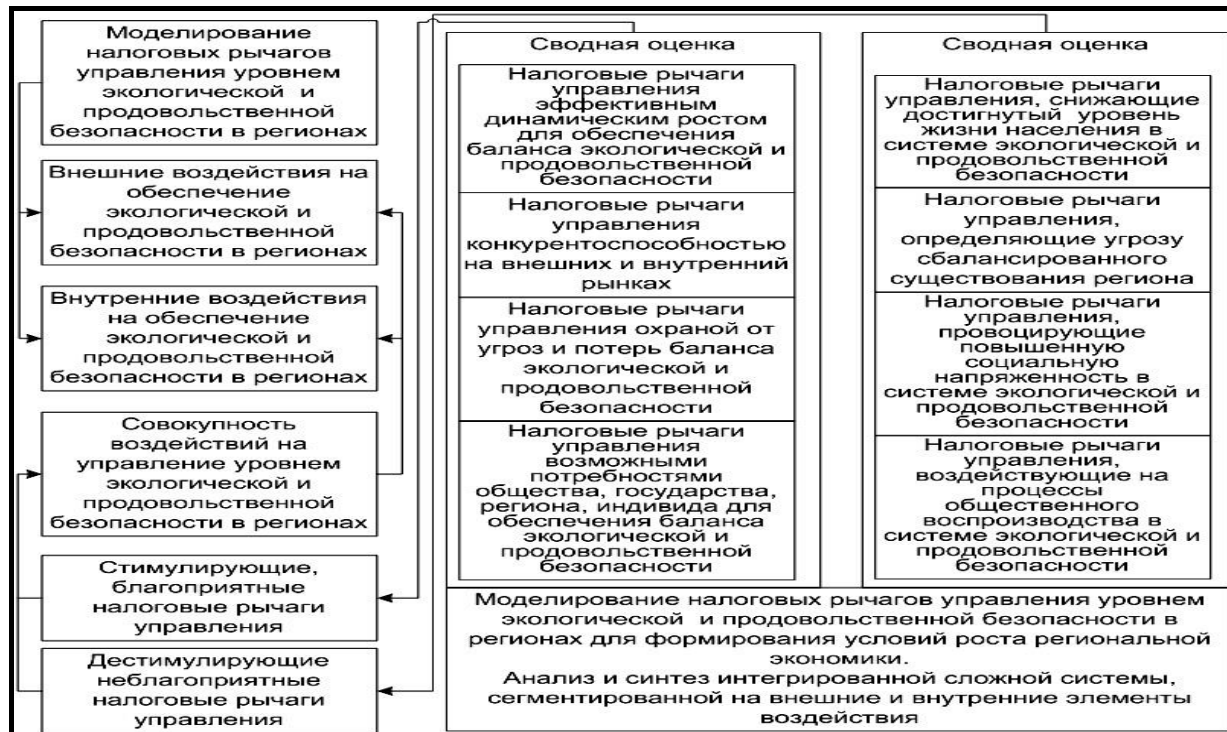 Моделирование
налоговых рычагов
управления уровнем
экологической и
продовольственной
безопасности в регионах
Внешние воздействия на
обеспечение
экологической и
продовольственной
безопасности в регионах
Внутренние воздействия
на обеспечение
экологической и
продовольственной
безопасности в регионах
Совокупность
воздействий на
управление уровнем
экологической и
продовольственной
безопасности в регионах
Стимулирующие,
благоприятные
налоговые рычаги
управления
Дестимулирующие
неблагоприятные
налоговые рычаги
управления
Сводная оценка
Налоговые рычаги
управления
эффективным
динамическим ростом
для обеспечения
баланса экологической и
продовольственной
безопасности
Налоговые рычаги
управления
конкурентоспособностью
на внешних и внутренний
рынках
Налоговые рычаги
управления охраной от
угроз и потерь баланса
экологической и
продовольственной
безопасности
Налоговые рычаги
управления
возможными
потребностями
общества, государства,
региона, индивида для
обеспечения баланса
экологической и
продовольственной
безопасности
Сводная оценка
Налоговые рычаги
управления, снижающие
достигнутый уровень
жизни населения в
системе экологической и
продовольственной
безопасности
Налоговые рычаги
управления,
определяющие угрозу
сбалансированного
существования региона
Налоговые рычаги
управления,
провоцирующие
повышенную
социальную
напряженность в
системе экологической и
продовольственной
безопасности
Налоговые рычаги
управления,
воздействующие на
процессы
общественного
воспроизводства в
системе экологической и
продовольственной
безопасности
Моделирование налоговых рычагов управления уровнем
экологической и продовольственной безопасности в
регионах для формирования условий роста региональной
экономики.
Анализ и синтез интегрированной сложной системы,
сегментированной на внешние и внутренние элементы
воздействия